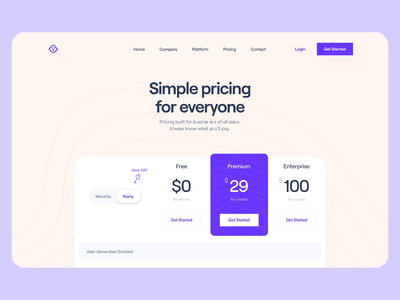 Home Company Platform Pricing Contact Login Get Started
Simple pricing
for everyone
Pricing built for businesses of all sizes.
Always know what you'll pay.
Save %20
Monthly Yearly
Free Premium Enterprise
$0 $29 $100
Per month Per month Per month
Get Started Get Started Get Started
User-Generated Content